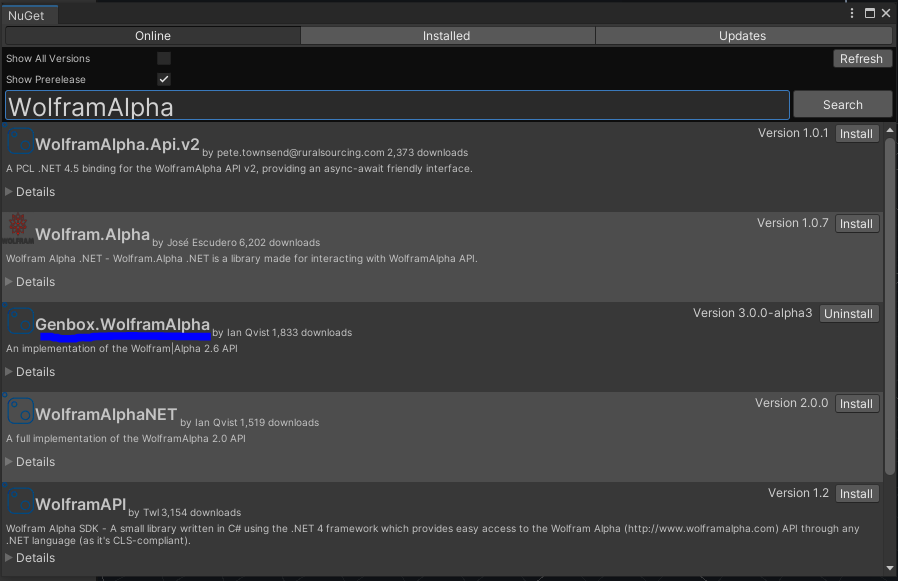 NuGet
Online Installed Updates
Show All Versions
Refresh
Show Prerelease
WolframAlpha Search
WolframAlpha.Api.v2 by pete.townsend@ruralsourcing.com 2,373 downloads Version 1.0.1 Install
A PCL .NET 4.5 binding for the WolframAlpha API v2, providing an async-await friendly interface.
Details
WOLFRAM
Wolfram.Alpha by José Escudero 6,202 downloads Version 1.0.7 Install
Wolfram Alpha .NET - Wolfram.Alpha .NET is a library made for interacting with WolframAlpha API.
Details
Genbox.WolframAlpha by Ian Qvist 1,833 downloads Version 3.0.0-alpha3 Uninstall
An implementation of the Wolfram|Alpha 2.6 API
Details
WolframAlphaNET by Ian Qvist 1,519 downloads Version 2.0.0 Install
A full implementation of the WolframAlpha 2.0 API
Details
WolframAPI by Twl 3,154 downloads Version 1.2 Install
Wolfram Alpha SDK - A small library written in C# using the .NET 4 framework which provides easy access to the Wolfram Alpha (http://www.wolframalpha.com) API through any
.NET language (as it's CLS-compliant).
Details